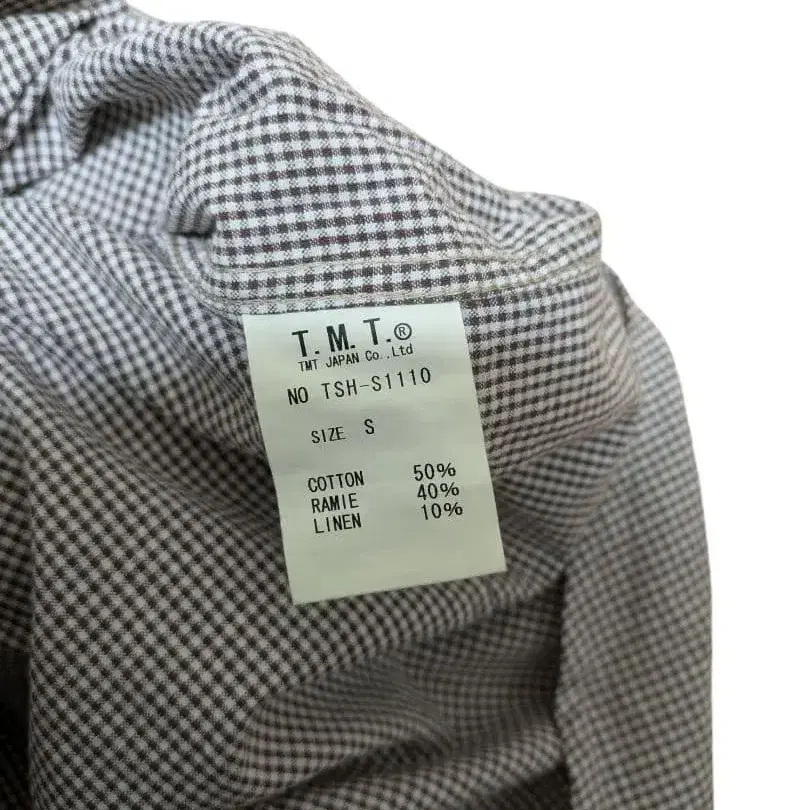 T.M.T.®
TMT JAPAN Co.,Ltd
NO TSH-S1110
SIZE S
COTTON 50%
RAMIE 40%
LINEN 10%